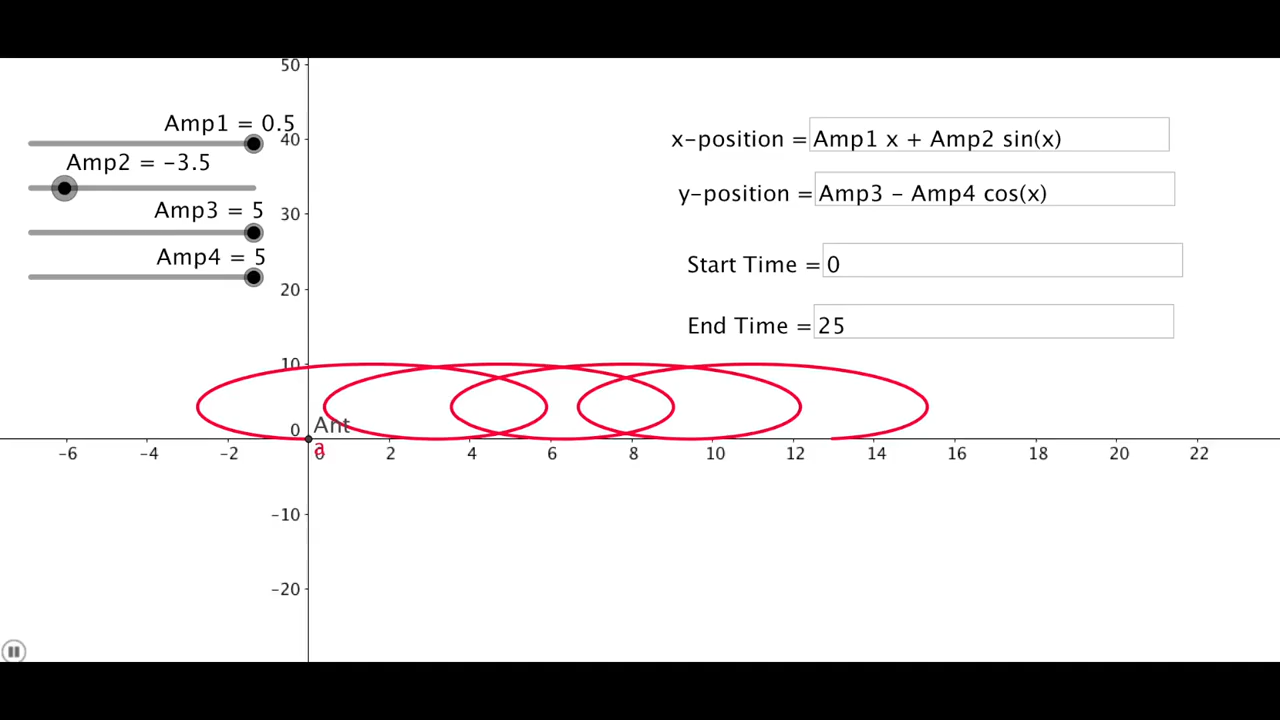 50
Amp1 = 0.5
40
x-position = Amp1 x + Amp2 sin(x)
Amp2 = -3.5
y-position = Amp3 - Amp4 cos(x)
Amp3 = 5
30
Amp4 = 5
Start Time = 0
20
End Time = 25
10
0
Ant
a
-6 -2 0 2 4 6 8 10 12 14 16 18 20 22
-4
-10
-20